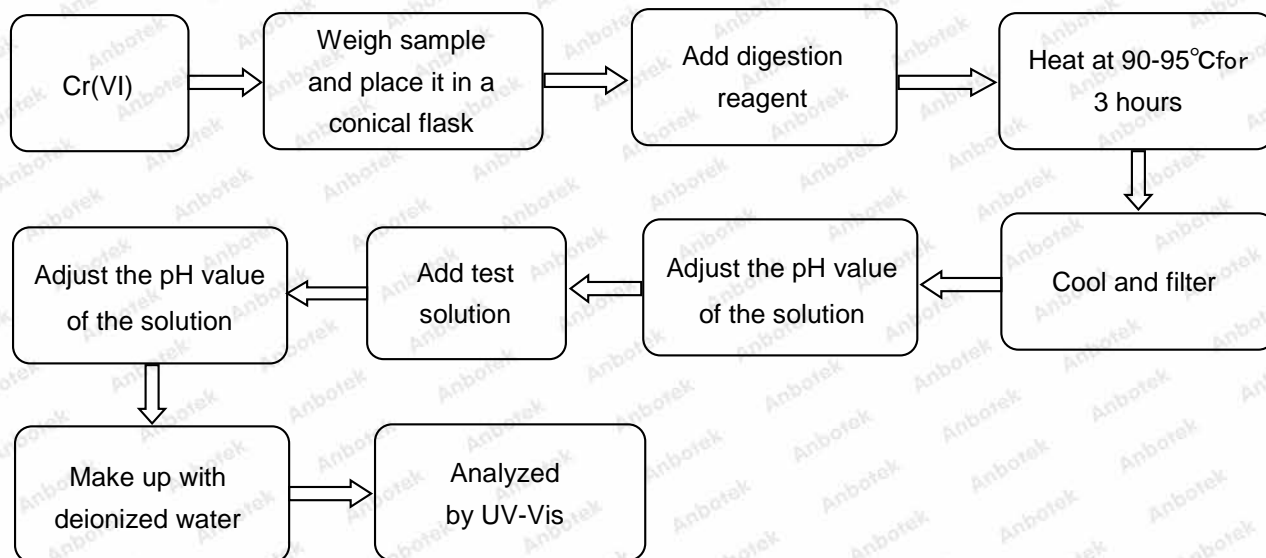 Cr(VI)
Weigh sample
and place it in a
conical flask
Add digestion
reagent
Heat at 90-95℃for
3 hours
Cool and filter
Adjust the pH value
of the solution
Add test
solution
Adjust the pH value
of the solution
Make up with
deionized water
Analyzed
by UV-Vis
Anbotek